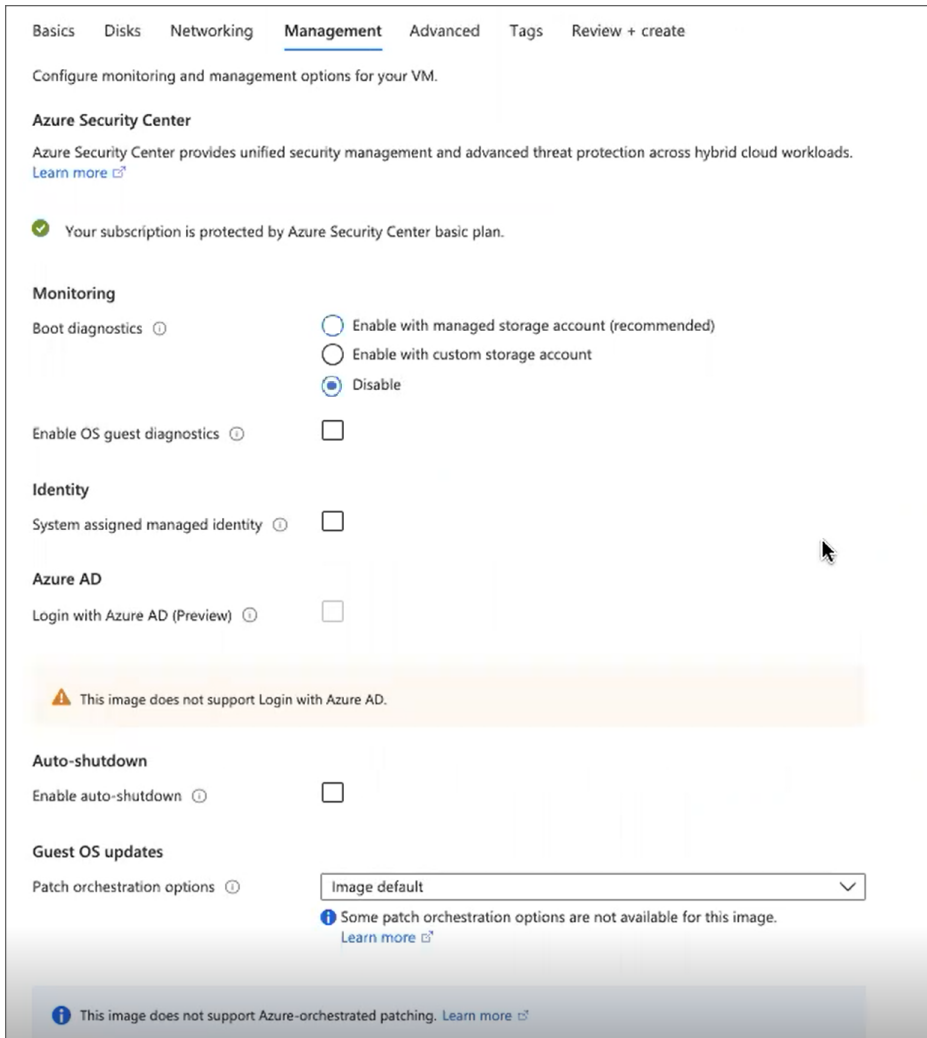 Basics Disks Networking Management Advanced Tags Review + create
Configure monitoring and management options for your VM.
Azure Security Center
Azure Security Center provides unified security management and advanced threat protection across hybrid cloud workloads.
Learn more
Your subscription is protected by Azure Security Center basic plan.
Monitoring
Boot diagnostics
Enable with managed storage account (recommended)
Enable with custom storage account
Disable
Enable OS guest diagnostics
Identity
System assigned managed identity
Azure AD
Login with Azure AD (Preview)
This image does not support Login with Azure AD.
Auto-shutdown
Enable auto-shutdown
Guest OS updates
Patch orchestration options
Image default
Some patch orchestration options are not available for this image.
Learn more
This image does not support Azure-orchestrated patching. Learn more